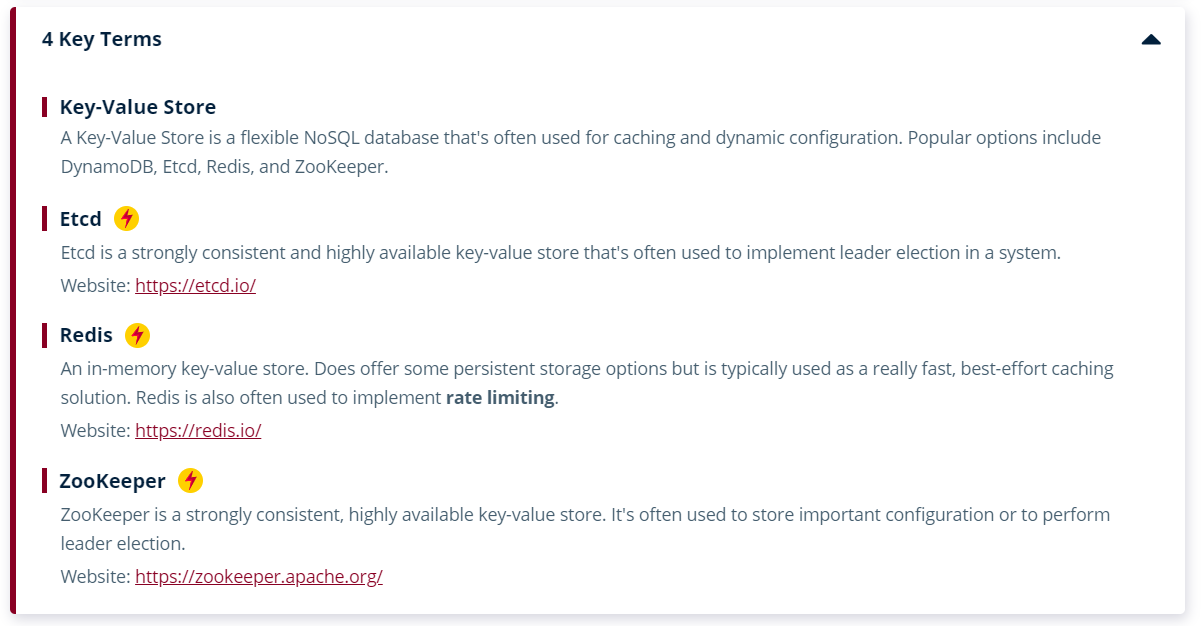 4 Key Terms
Key-Value Store
A Key-Value Store is a flexible NoSQL database that's often used for caching and dynamic configuration. Popular options include
DynamoDB, Etcd, Redis, and ZooKeeper.
Etcd
Etcd is a strongly consistent and highly available key-value store that's often used to implement leader election in a system.
Website: https://etcd.io/
Redis
An in-memory key-value store. Does offer some persistent storage options but is typically used as a really fast, best-effort caching
solution. Redis is also often used to implement rate limiting.
Website: https://redis.io/
ZooKeeper
ZooKeeper is a strongly consistent, highly available key-value store. It's often used to store important configuration or to perform
leader election.
Website: https://zookeeper.apache.org/